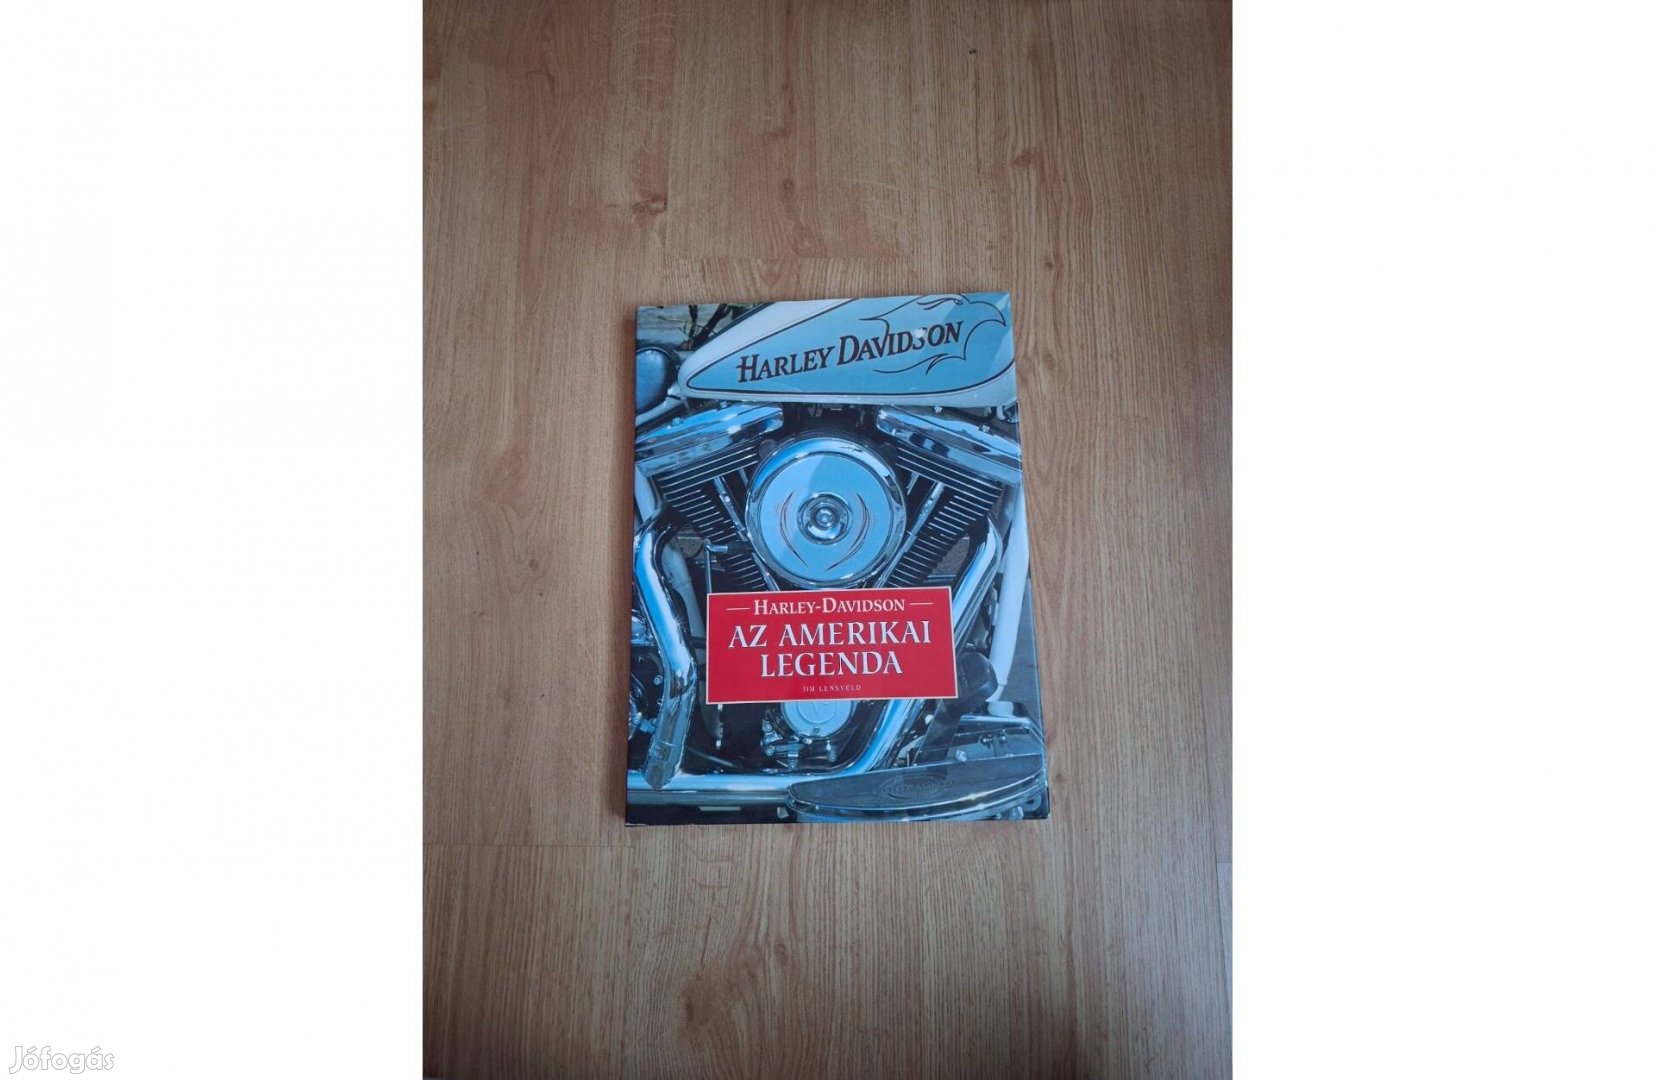 HARLEY DAVIDSON
HARLEY-DAVIDSON
AZ AMERIKAI
LEGENDA
JIM LENSVELD
Jófogás